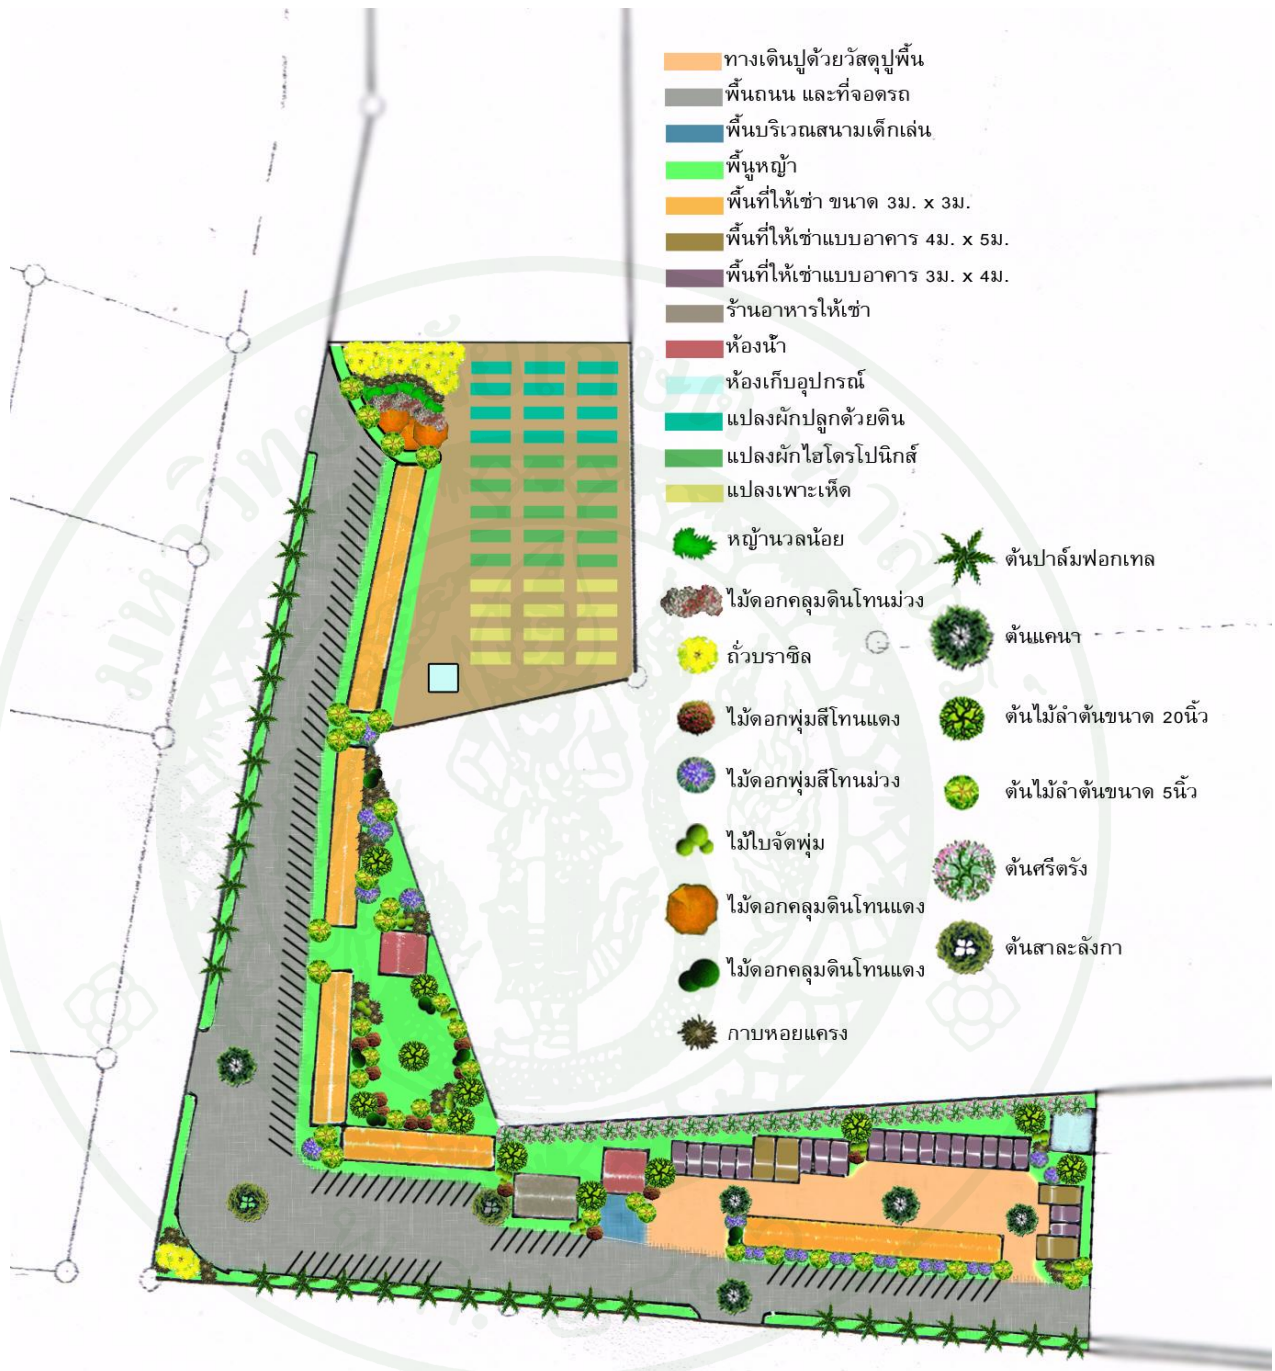 ทางเดินปูด้วยวัสดุปูพื้น
พื้นถนน และที่จอดรถ
พื้นบริเวณสนามเด็กเล่น
พื้นหญ้า
พื้นที่ให้เช่า ขนาด 3ม. x 3ม.
พื้นที่ให้เช่าแบบอาคาร 4ม. x 5ม.
พื้นที่ให้เช่าแบบอาคาร 3ม. x 4ม.
ร้านอาหารให้เช่า
ห้องน้ำ
ห้องเก็บอุปกรณ์
แปลงผักปลูกด้วยดิน
แปลงผักไฮโดรโปนิกส์
แปลงเพาะเห็ด
หญ้านวลน้อย
ไม้ดอกคลุมดินโทนม่วง
ถั่วบราซิล
ไม้ดอกพุ่มสีโทนแดง
ไม้ดอกพุ่มสีโทนม่วง
ไม้ใบจัดพุ่ม
ไม้ดอกคลุมดินโทนแดง
ไม้ดอกคลุมดินโทนแดง
กาบหอยแครง
ต้นปาล์มฟอกเทล
ต้นแคนา
ต้นไม้ลำต้นขนาด 20นิ้ว
ต้นไม้ลำต้นขนาด 5นิ้ว
ต้นศรีตรัง
ต้นสาละลังกา